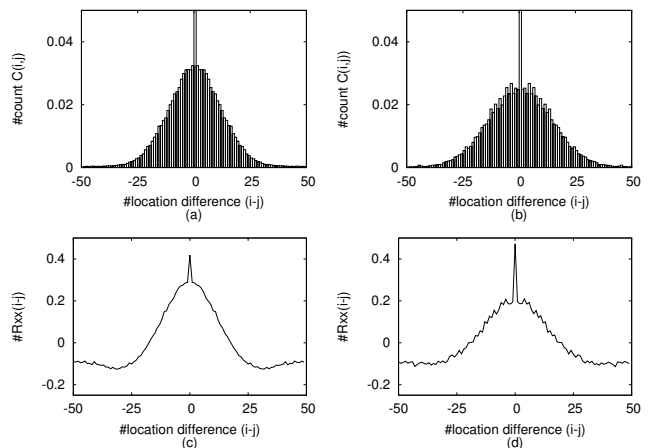 #count C(i,j)
0.04
0.02
0
-50 -25 0 25 50
#location difference (i-j)
(a)
#count C(i,j))
0.04
0.02
0
-50 -25 0 25 50
#location difference (i-j)
(b)
#Rxx(i-j)
0.4
0.2
0
-0.2
-50 -25 0 25 50
#location difference (i-j)
(c)
#Rxx(i-j)
0.4
0.2
0
-0.2
-50 -25 0 25 50
#location difference (i-j)
(d)